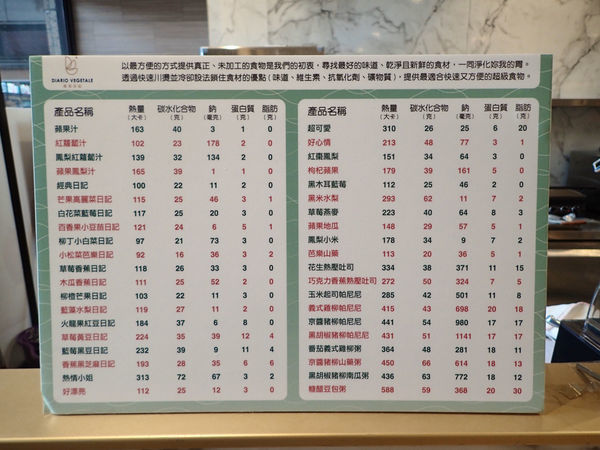 DIARIO VEGETALE
以最方便的方式提供真正、未加工的食物是我們的初衷，尋找最好的味道、乾淨且新鮮的食材，一同淨化妳我的胃。
透過快速川燙並冷卻設法鎖住食材的優點（味道、維生素、抗氧化劑、礦物質），提供最適合快速又方便的超級食物。
產品名稱 熱量（大卡） 碳水化合物（克） 鈉（毫克） 蛋白質（克） 脂肪（克）
蘋果汁 163 40 3 1 0
紅蘿蔔汁 102 23 178 2 0
鳳梨紅蘿蔔汁 139 32 134 2 0
蘋果鳳梨汁 165 39 1 1 0
經典日記 100 22 11 2 0
芒果高麗菜日記 115 25 46 3 1
白花菜藍莓日記 117 25 20 3 0
百香果小豆苗日記 121 24 6 5 1
柳丁小白菜日記 97 21 73 3 0
小松菜芭樂日記 92 16 36 3 2
草莓香蕉日記 118 26 33 3 0
木瓜香蕉日記 111 25 52 2 0
柳橙芒果日記 103 22 11 3 0
藍藻水梨日記 119 27 11 2 0
火龍果紅豆日記 184 37 6 8 0
草莓黃豆日記 224 35 39 12 4
藍莓黑豆日記 232 39 9 11 4
香蕉黑芝麻日記 193 28 35 6 6
熱情小姐 313 72 67 3 2
好漂亮 112 25 12 3 0
產品名稱 熱量（大卡） 碳水化合物（克） 鈉（毫克） 蛋白質（克） 脂肪（克）
超可愛 310 26 25 6 20
好心情 213 48 77 3 1
紅棗鳳梨 151 34 64 3 0
枸杞蘋果 179 39 161 5 0
黑木耳藍莓 112 25 46 2 0
黑米水梨 293 62 11 7 2
草莓燕麥 223 40 64 8 3
蘋果地瓜 148 29 57 5 1
鳳梨小米 178 34 9 7 2
芭樂山藥 113 20 36 5 1
花生熱壓吐司 334 38 371 11 15
巧克力香蕉熱壓吐司 272 50 324 7 5
玉米起司帕尼尼 285 42 501 11 8
義式雞柳帕尼尼 415 43 698 20 18
京醬豬柳帕尼尼 441 54 980 17 17
黑胡椒豬柳帕尼尼 431 51 1141 17 17
番茄義式雞柳粥 364 48 281 18 11
京醬豬柳山藥粥 450 66 614 18 13
黑胡椒豬柳南瓜粥 436 63 772 18 12
糖醋豆包粥 588 59 368 20 30